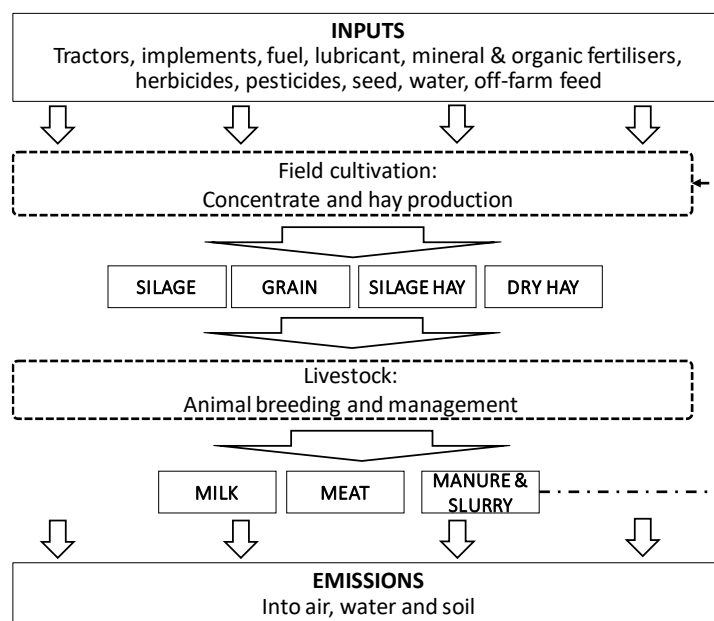 INPUTS
Tractors, implements, fuel, lubricant, mineral & organic fertilisers,
herbicides, pesticides, seed, water, off-farm feed
Field cultivation:
Concentrate and hay production
SILAGE
GRAIN
SILAGE HAY
DRY HAY
Livestock:
Animal breeding and management
MILK
MEAT
MANURE &
SLURRY
EMISSIONS
Into air, water and soil